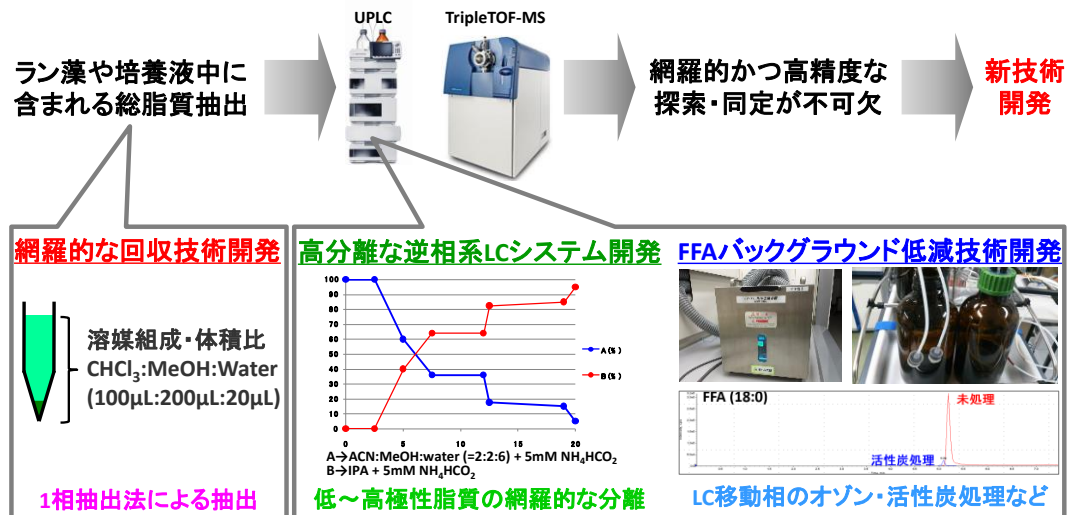 UPLC
TripleTOF-MS
ラン藻や培養液中に
含まれる総脂質抽出
網羅的かつ高精度な
探索・同定が不可欠
新技術
開発
網羅的な回収技術開発
溶媒組成・体積比
CHCl₃:MeOH:Water
(100μL:200μL:20μL)
1相抽出法による抽出
高分離な逆相系LCシステム開発
100
90
80
70
60
50
40
30
20
10
0
0 5 10 15 20
A(%)
B(%)
A→ACN:MeOH:water (=2:2:6) + 5mM NH₄HCO₂
B→IPA + 5mM NH₄HCO₂
低～高極性脂質の網羅的な分離
FFAバックグラウンド低減技術開発
FFA (18:0)
未処理
活性炭処理
LC移動相のオゾン・活性炭処理など